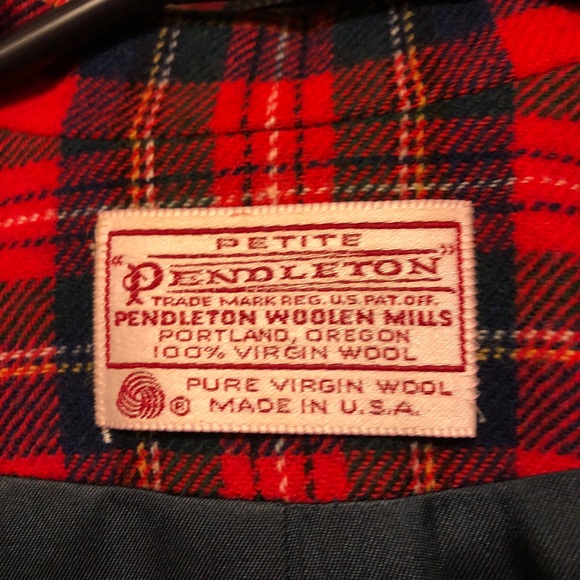 PETITE
"PENDLETON"
TRADE MARK REG. U.S. PAT. OFF.
PENDLETON WOOLEN MILLS
PORTLAND, OREGON
100% VIRGIN WOOL
PURE VIRGIN WOOL
® MADE IN U.S.A.